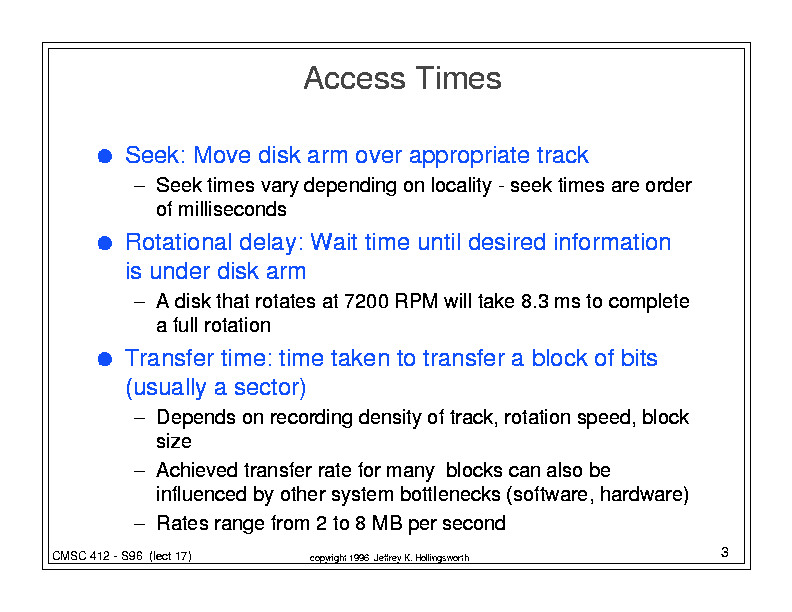 Access Times
● Seek: Move disk arm over appropriate track
– Seek times vary depending on locality - seek times are order
of milliseconds
● Rotational delay: Wait time until desired information
is under disk arm
– A disk that rotates at 7200 RPM will take 8.3 ms to complete
a full rotation
● Transfer time: time taken to transfer a block of bits
(usually a sector)
– Depends on recording density of track, rotation speed, block
size
– Achieved transfer rate for many blocks can also be
influenced by other system bottlenecks (software, hardware)
– Rates range from 2 to 8 MB per second
CMSC 412 - S96 (lect 17)
copyright 1996 Jeffrey K. Hollingsworth
3